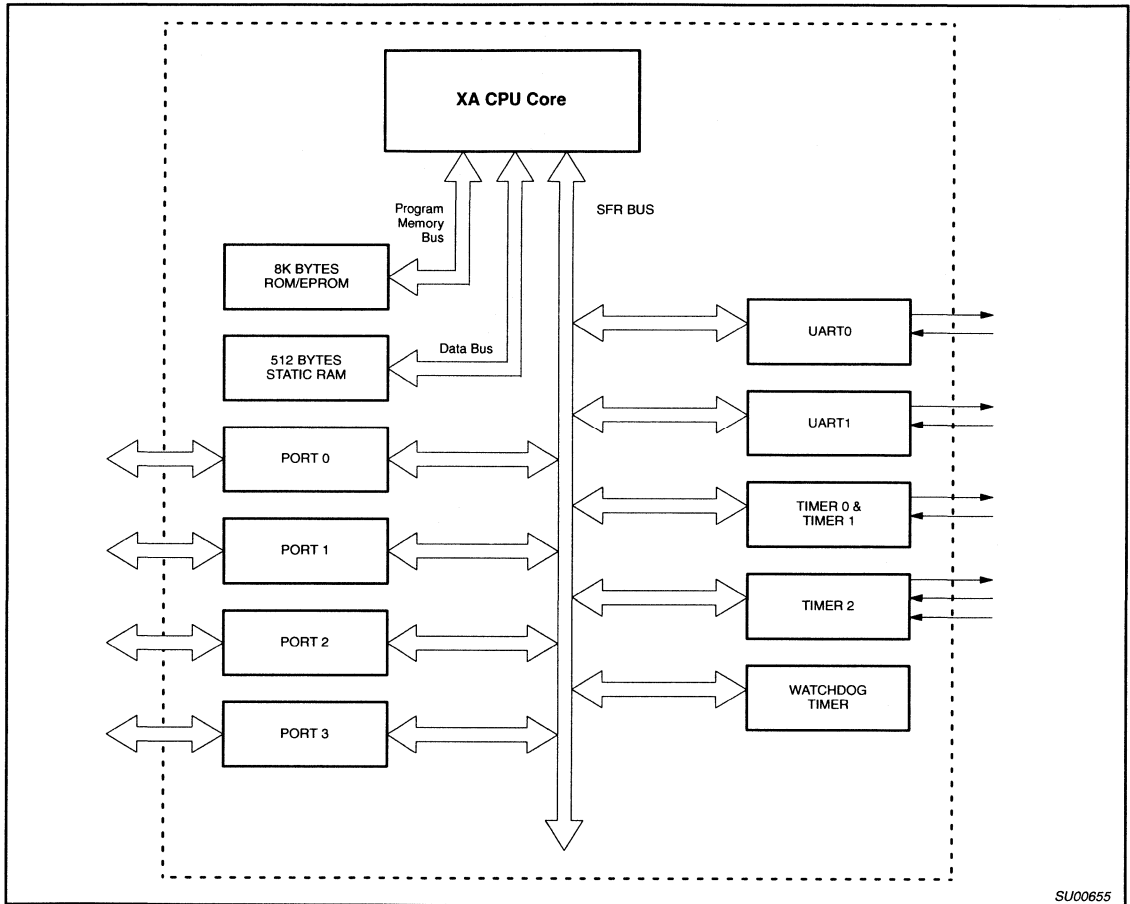 XA CPU Core
Program
Memory
Bus
SFR BUS
8K BYTES
ROM/EPROM
512 BYTES
STATIC RAM
Data Bus
UART0
UART1
PORT 0
TIMER 0 &
TIMER 1
PORT 1
TIMER 2
PORT 2
WATCHDOG
TIMER
PORT 3
SU00655